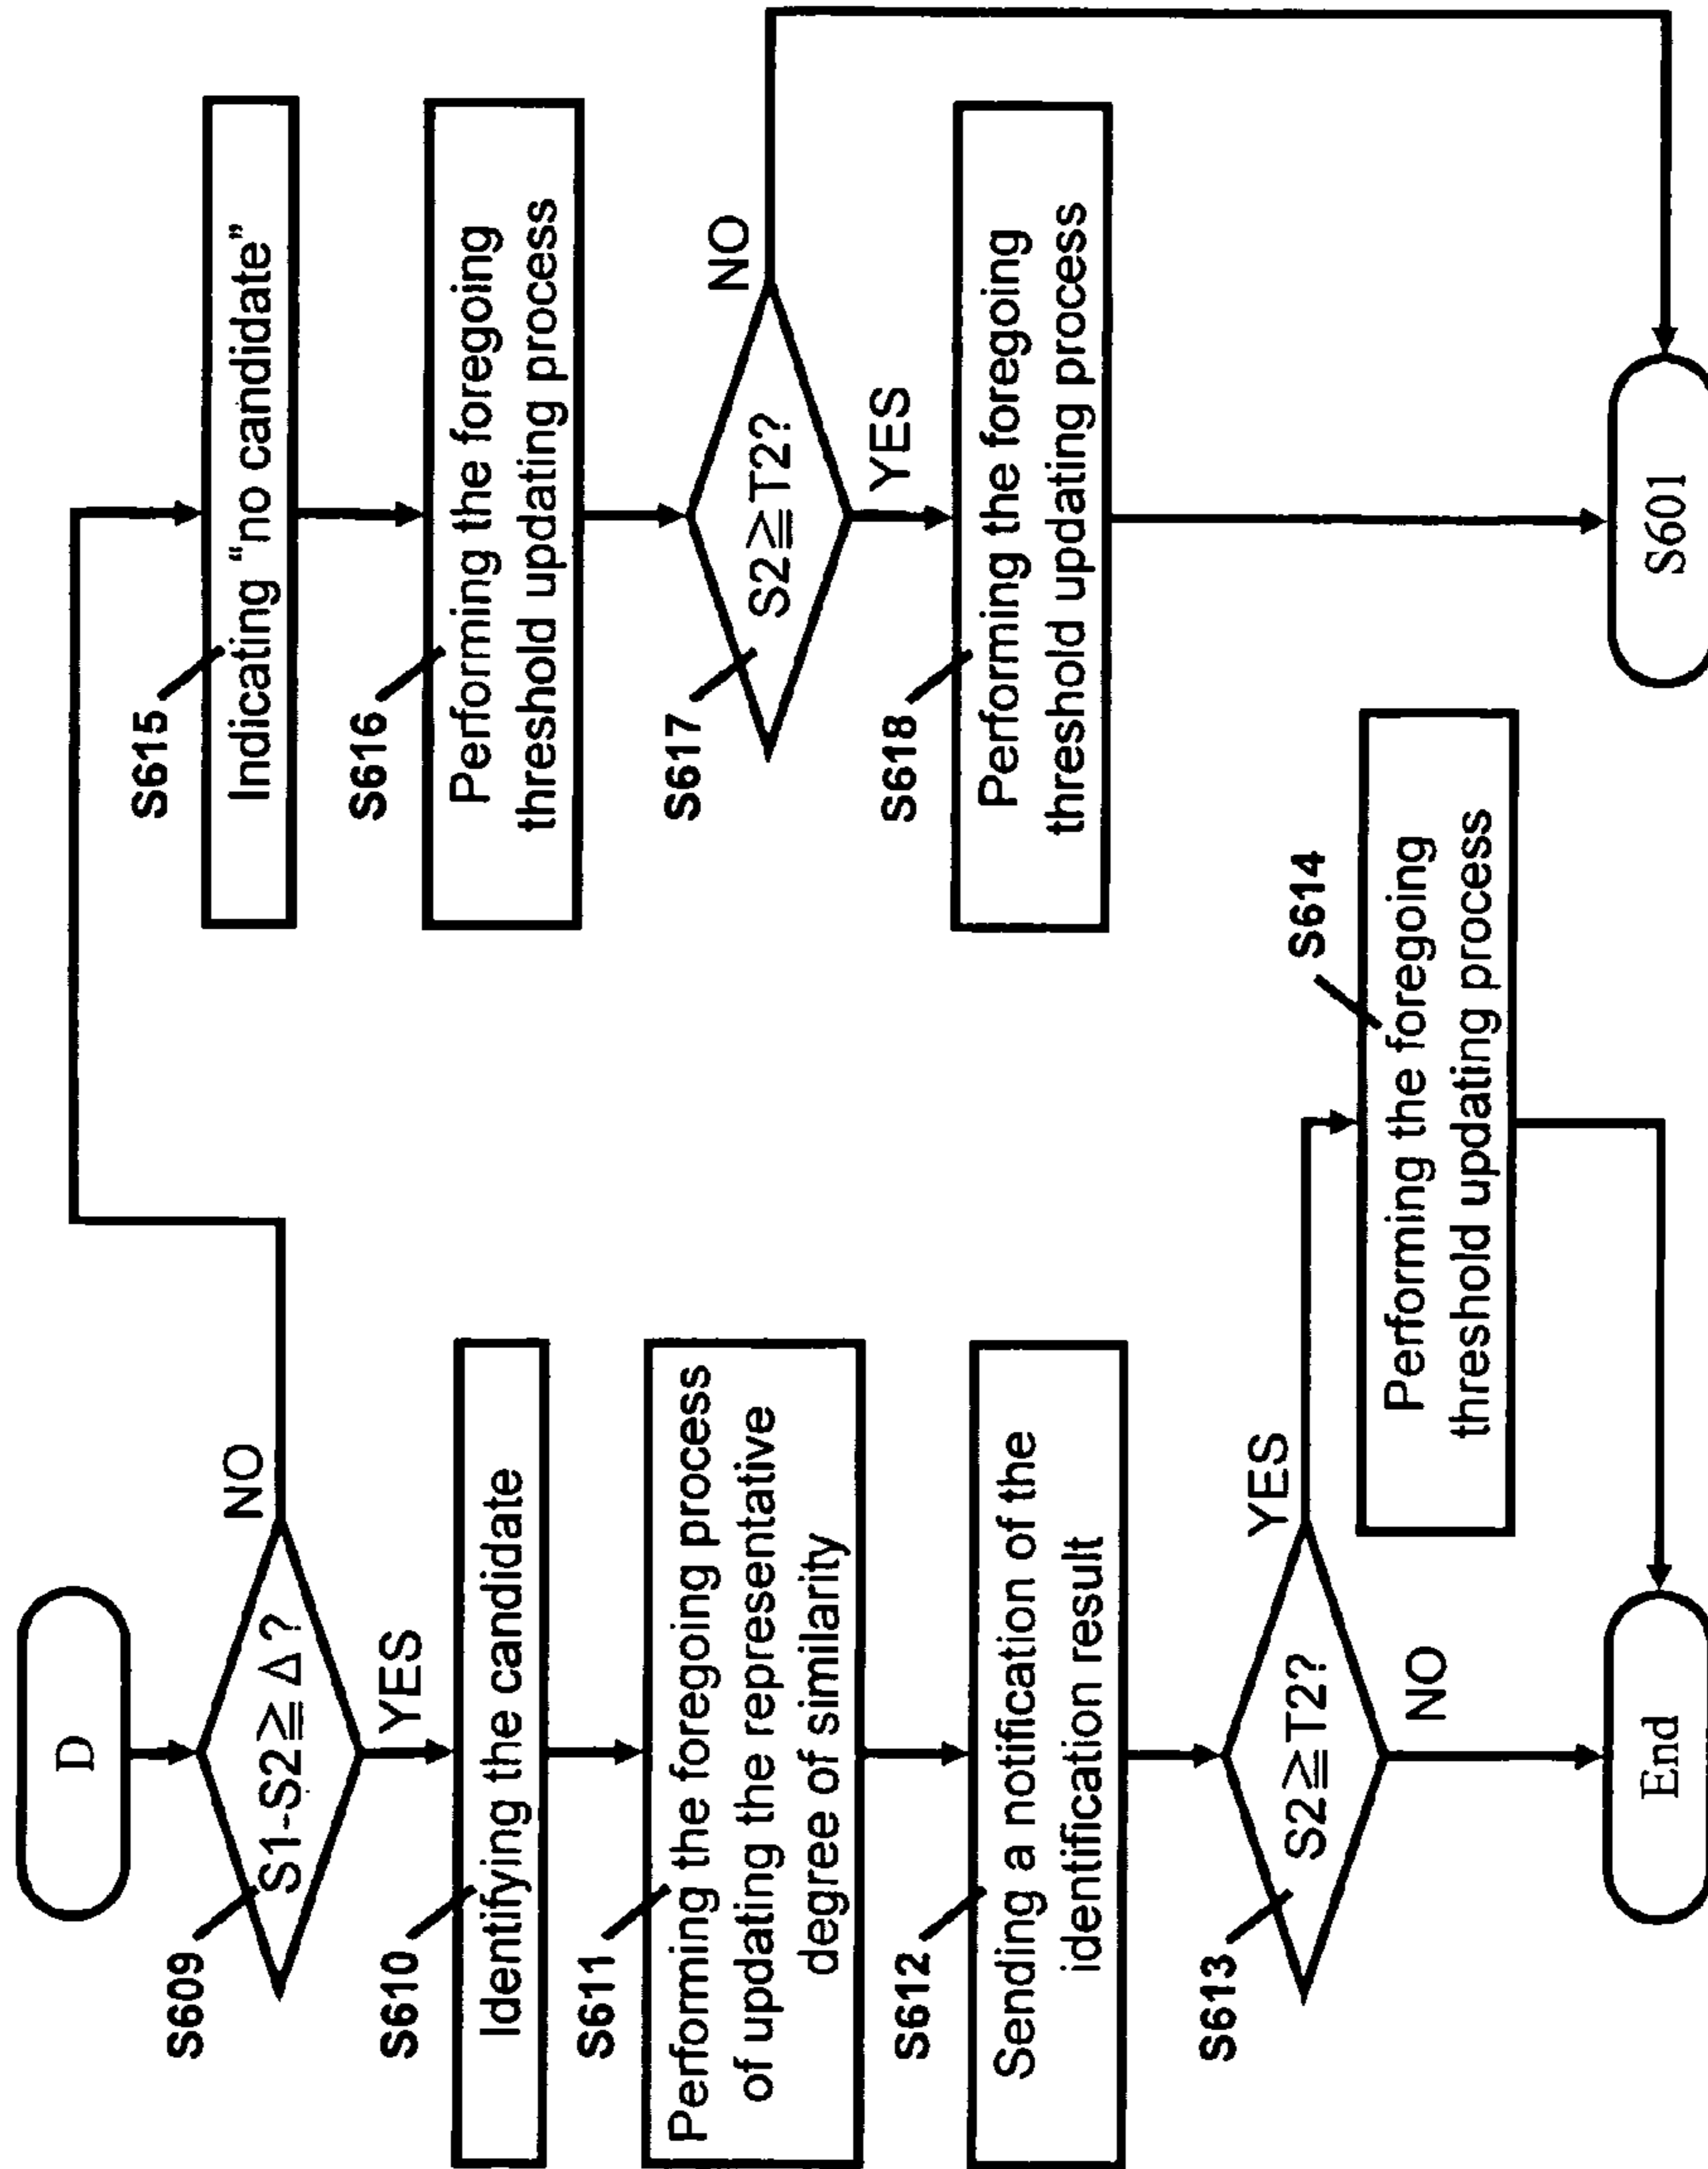 D
S609
S1-S2≧Δ?
NO
YES
S610
Identifying the candidate
S611
Performing the foregoing process
of updating the representative
degree of similarity
S612
Sending a notification of the
identification result
S613
S2≧T2?
YES
NO
S614
Performing the foregoing
threshold updating process
End
S615
Indicating “no candidate”
S616
Performing the foregoing
threshold updating process
S617
S2≧T2?
NO
YES
S618
Performing the foregoing
threshold updating process
S601